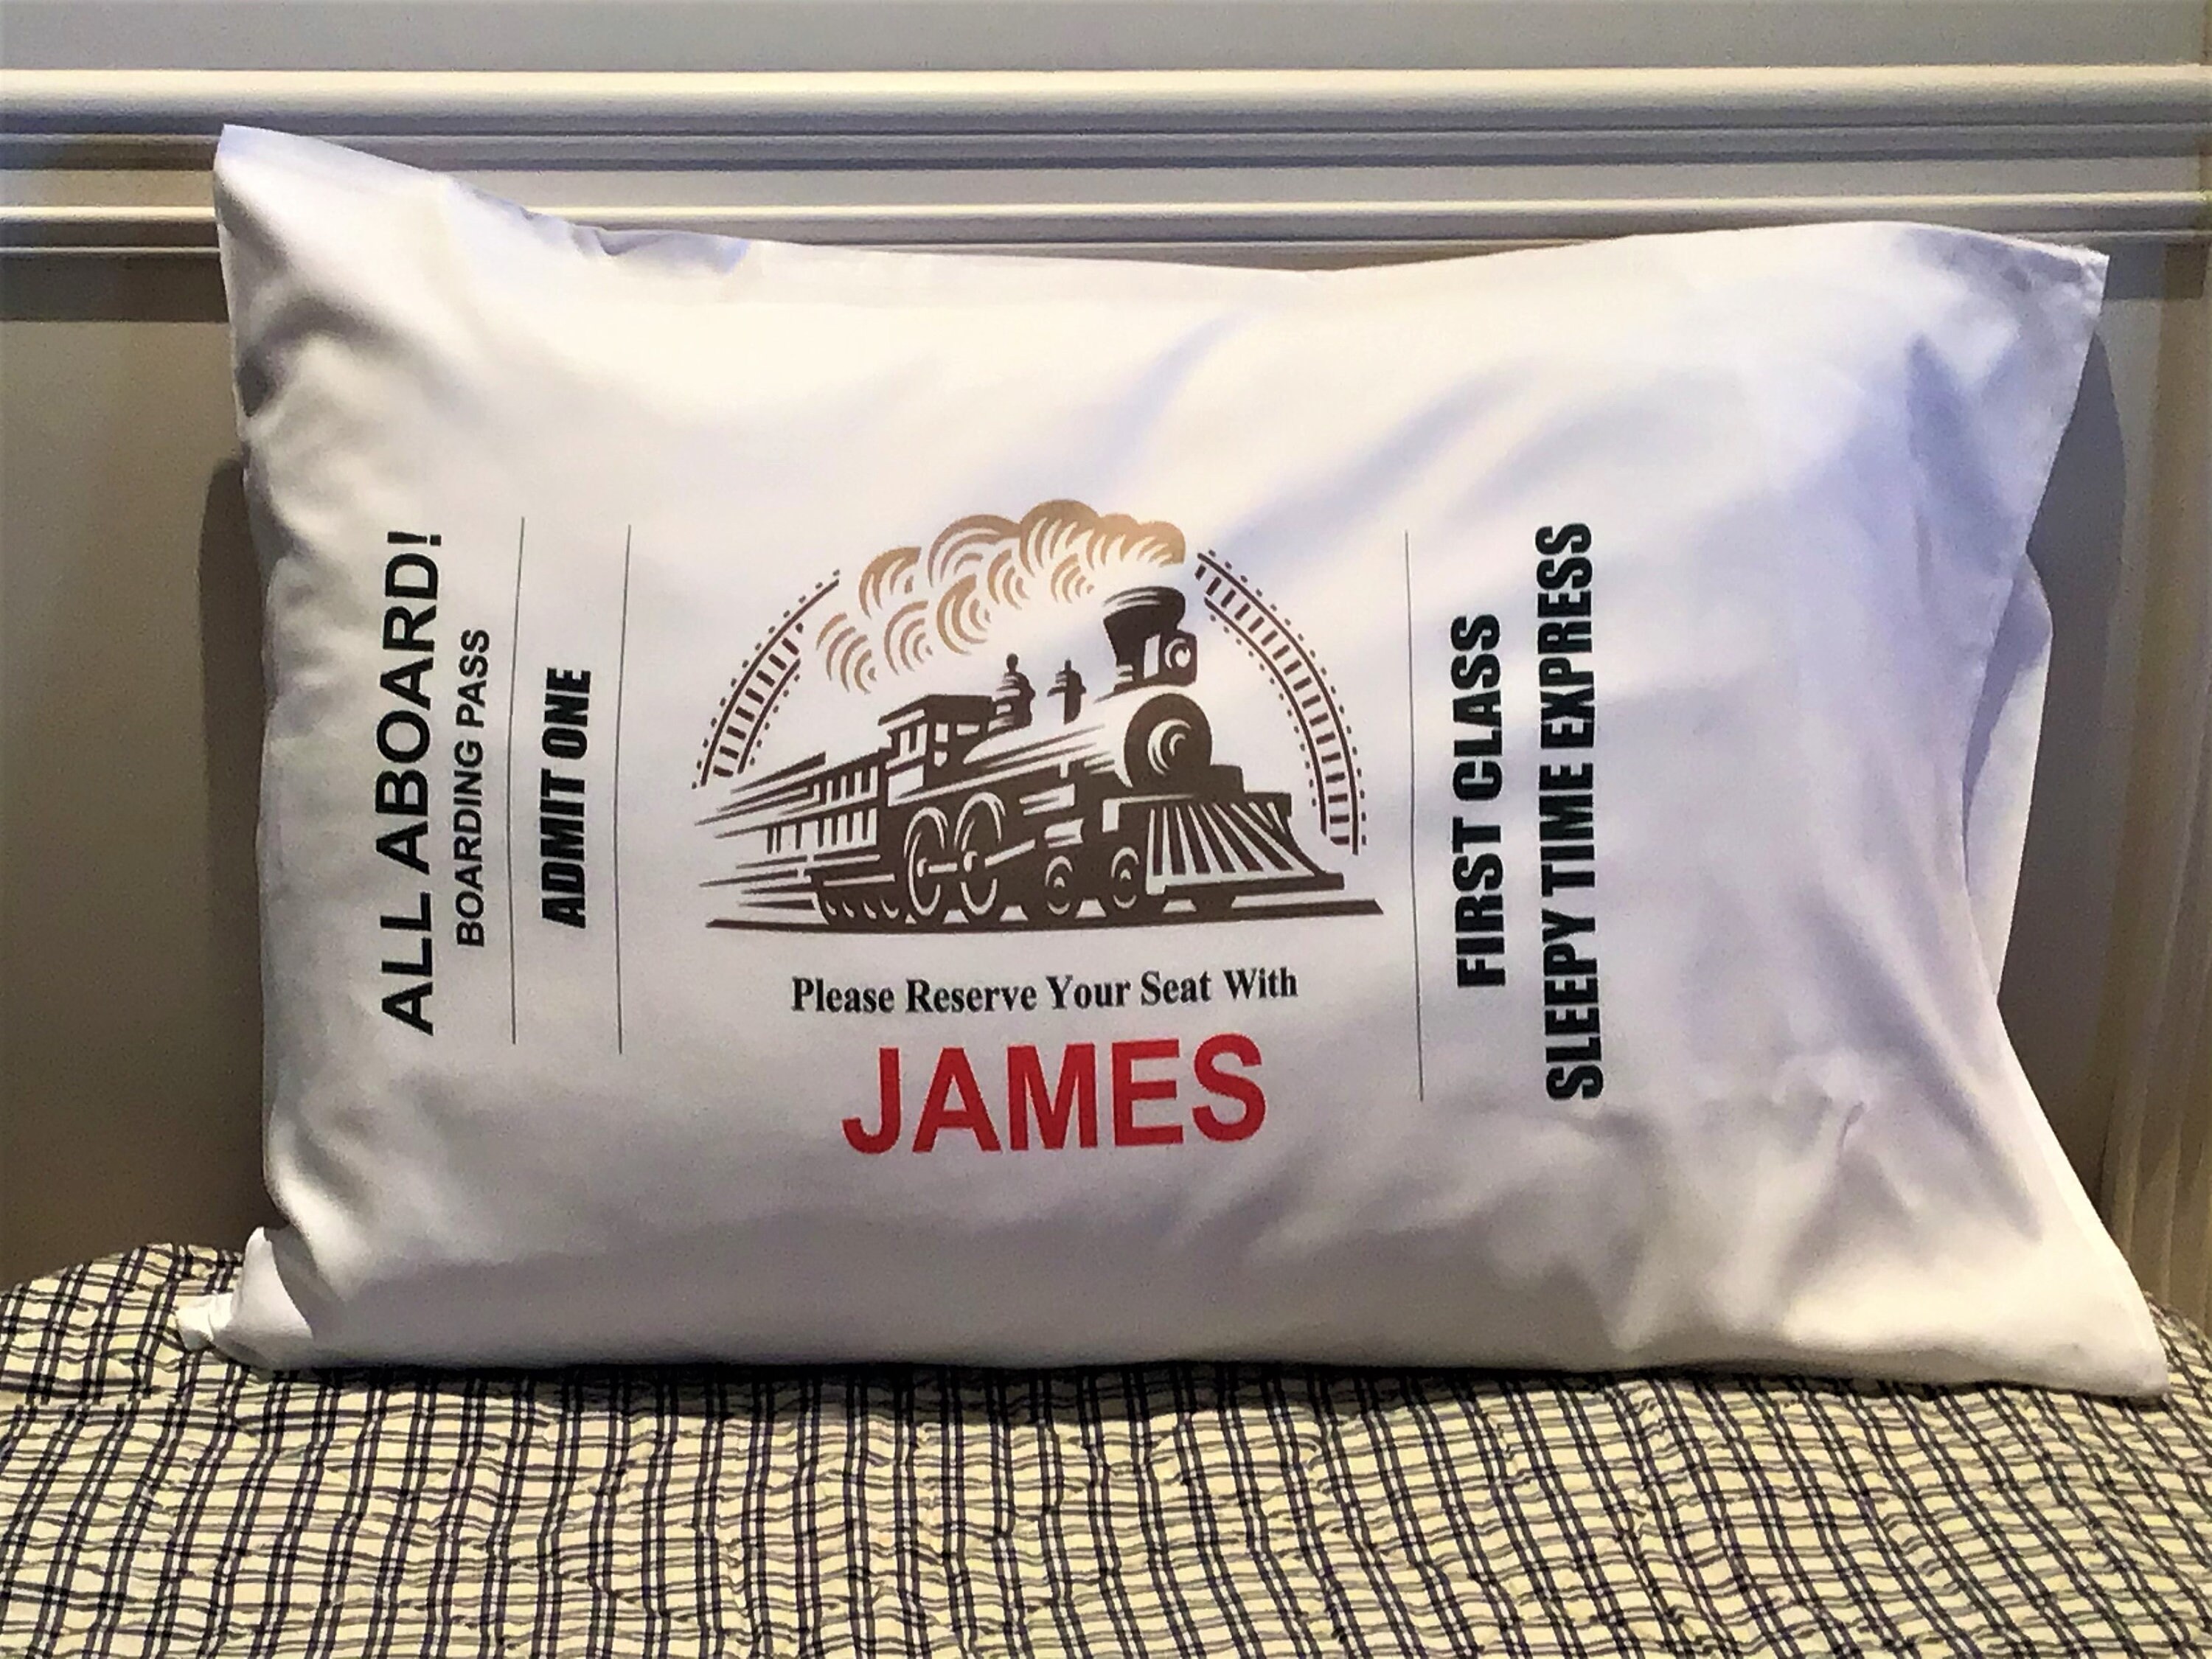 ALL ABOARD!
BOARDING PASS
ADMIT ONE
Please Reserve Your Seat With
JAMES
FIRST CLASS
SLEEPY TIME EXPRESS